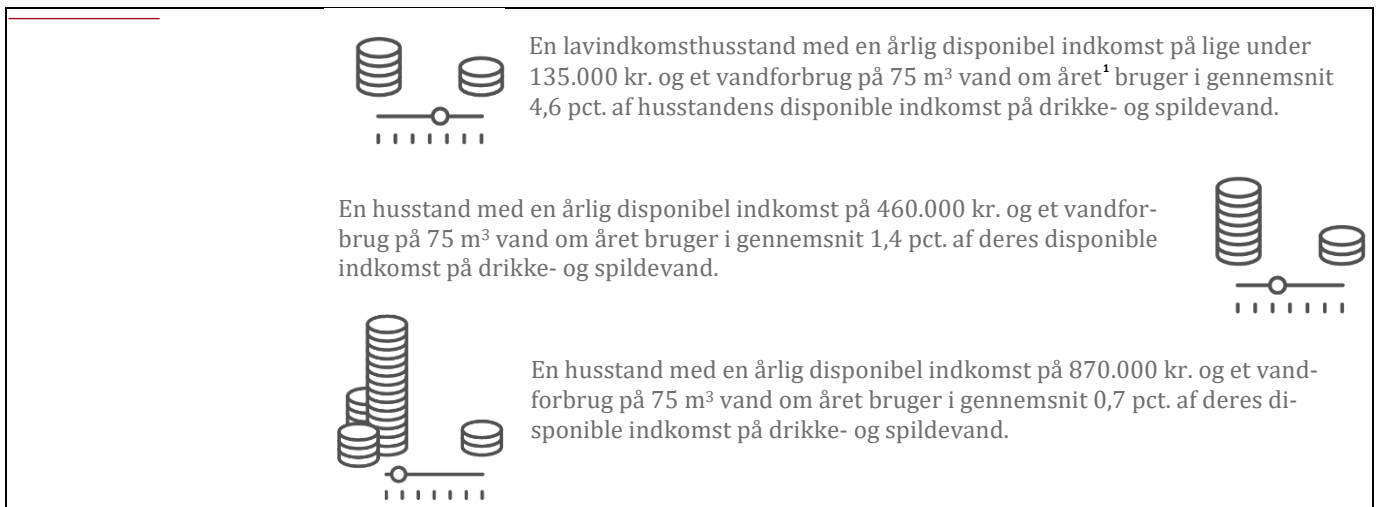 En lavindkomsthusstand med en årlig disponibel indkomst på lige under
135.000 kr. og et vandforbrug på 75 m³ vand om året¹ bruger i gennemsnit
4,6 pct. af husstandens disponible indkomst på drikke- og spildevand.
En husstand med en årlig disponibel indkomst på 460.000 kr. og et vandfor-
brug på 75 m³ vand om året bruger i gennemsnit 1,4 pct. af deres disponible
indkomst på drikke- og spildevand.
En husstand med en årlig disponibel indkomst på 870.000 kr. og et vand-
forbrug på 75 m³ vand om året bruger i gennemsnit 0,7 pct. af deres di-
sponible indkomst på drikke- og spildevand.